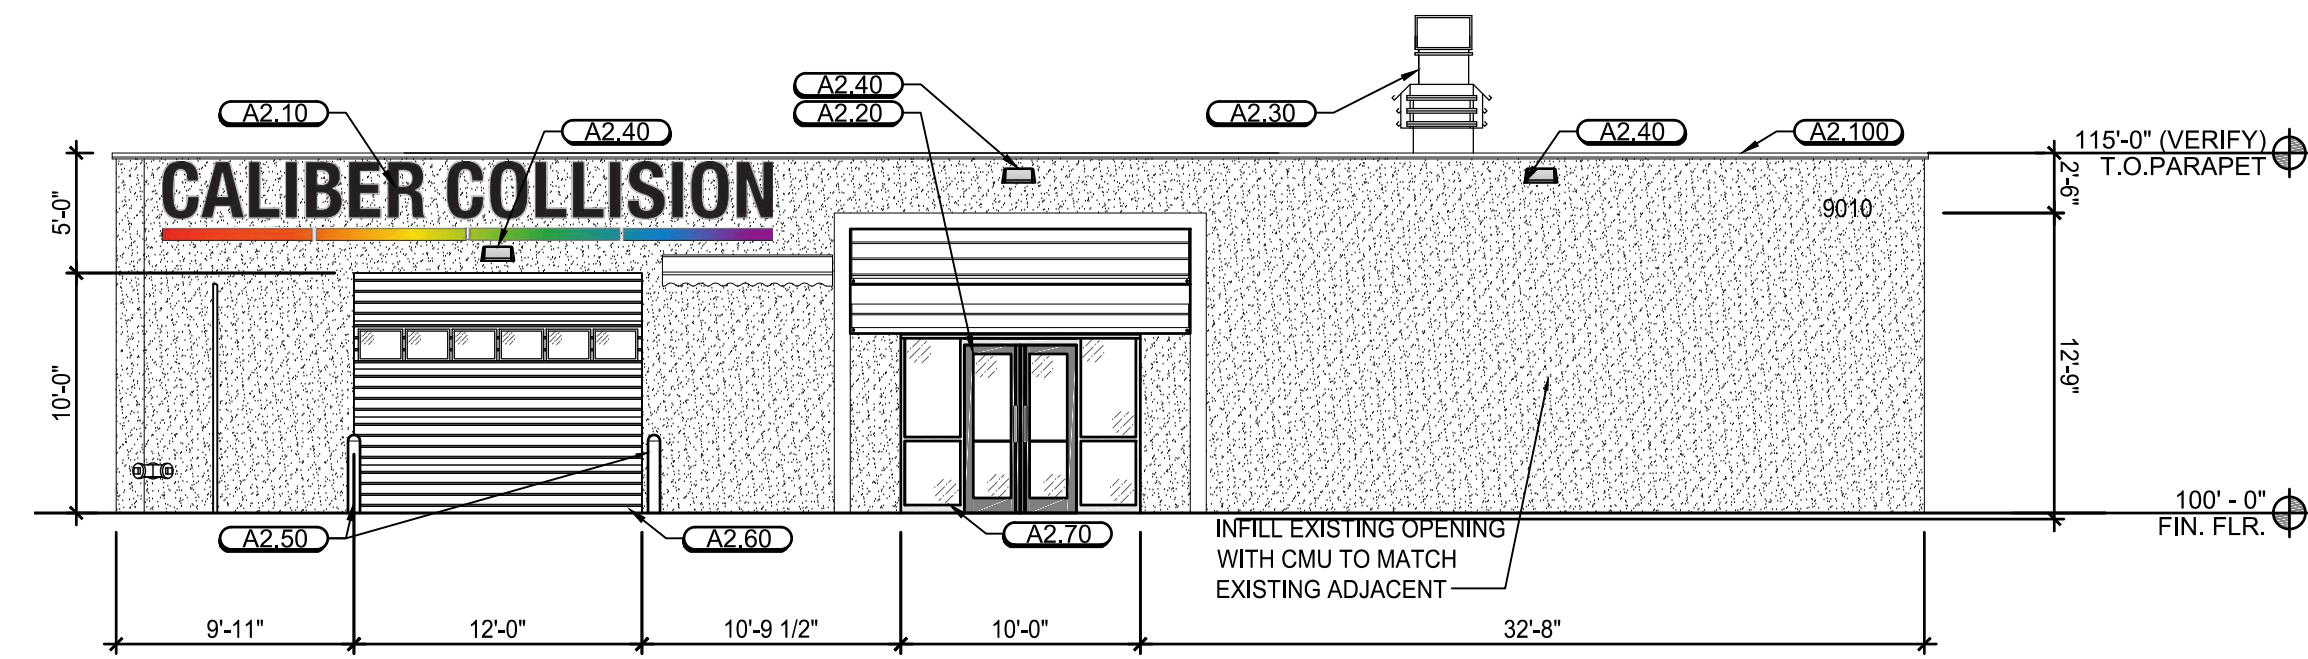 A2.40
A2.20
A2.10
A2.40
A2.30
A2.40
A2.100
115'-0" (VERIFY)
T.O.PARAPET
CALIBER COLLISION
5'-0"
2'-6"
9010
10'-0"
12'-9"
A2.50
A2.60
A2.70
100' - 0"
FIN. FLR.
INFILL EXISTING OPENING
WITH CMU TO MATCH
EXISTING ADJACENT
9'-11"
12'-0"
10'-9 1/2"
10'-0"
32'-8"